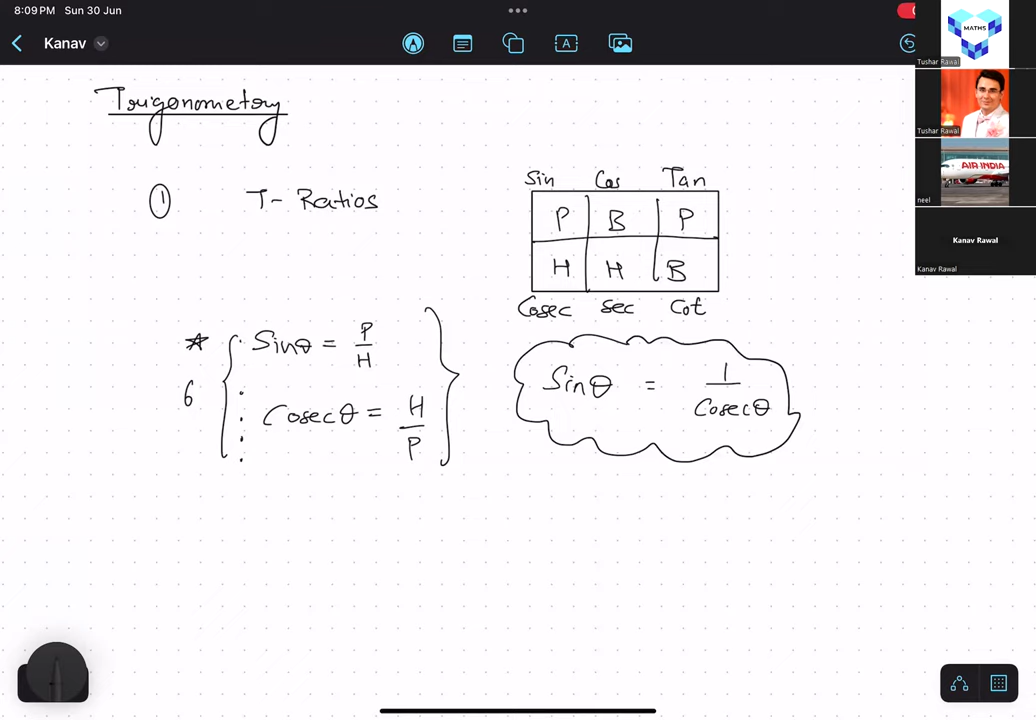 8:09 PM Sun 30 Jun
Kanav
A
MATHS
Tushar Rawal
Tushar Rawal
AIR INDIA
neel
Kanav Rawal
Kanav Rawal
Trigonometry
① T- Ratios
Sin Cos Tan
P B P
H H B
Cosec Sec Cot
6
Sinθ = P/H
Cosecθ = H/P
Sinθ = 1/Cosecθ